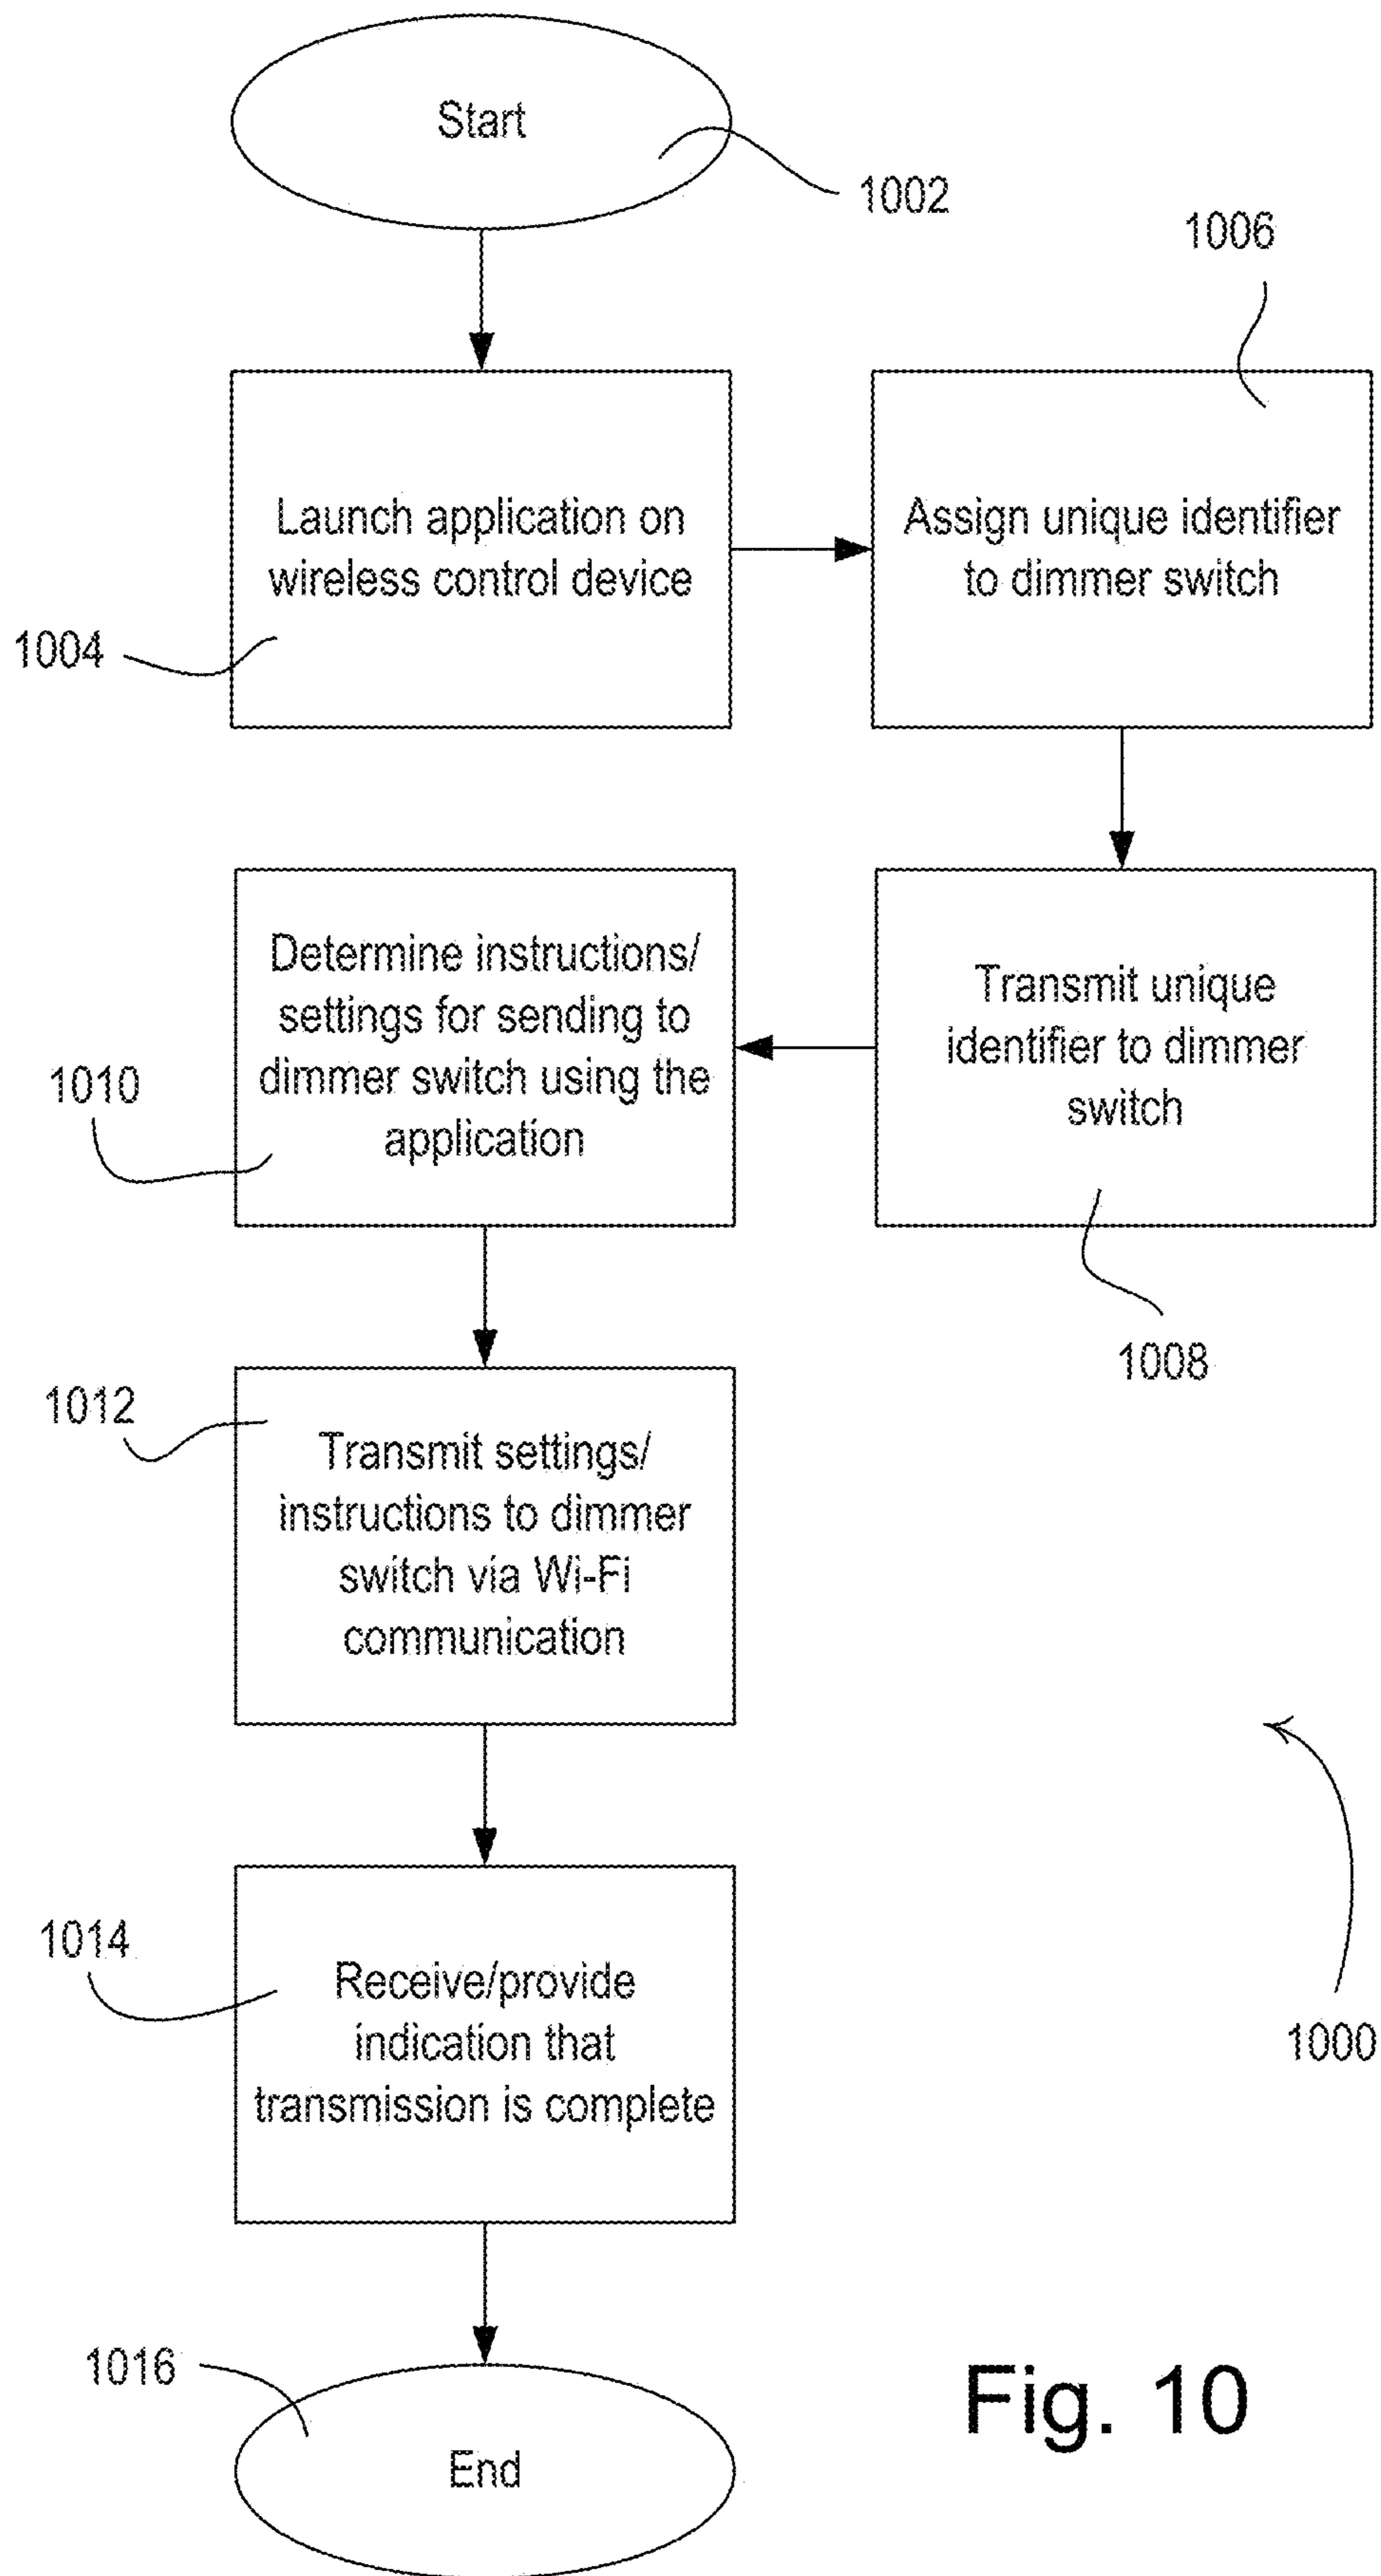 Start
1002
1006
Launch application on
wireless control device
1004
Assign unique identifier
to dimmer switch
Determine instructions/
settings for sending to
dimmer switch using the
application
1010
Transmit unique
identifier to dimmer
switch
1008
1012
Transmit settings/
instructions to dimmer
switch via Wi-Fi
communication
1014
Receive/provide
indication that
transmission is complete
1000
1016
End
Fig. 10